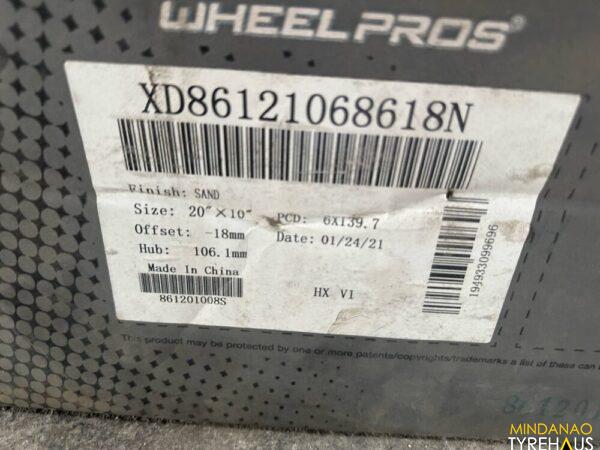 WHEELPROS®
XD86121068618N
Finish: SAND
Size: 20"×10"
PCD: 6X139.7
Offset: -18mm
Date: 01/24/21
Hub: 106.1mm
Made In China
861201008S
HX V1
194933099696
This product may be protected by one or more patents/copyrights/trademarks a list of these can
MINDANAO
TYREHAUS